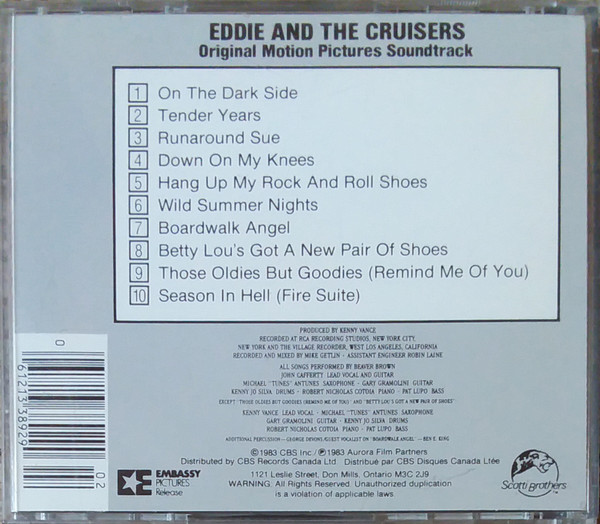 EDDIE AND THE CRUISERS
Original Motion Pictures Soundtrack
1 On The Dark Side
2 Tender Years
3 Runaround Sue
4 Down On My Knees
5 Hang Up My Rock And Roll Shoes
6 Wild Summer Nights
7 Boardwalk Angel
8 Betty Lou's Got A New Pair Of Shoes
9 Those Oldies But Goodies (Remind Me Of You)
10 Season In Hell (Fire Suite)
PRODUCED BY KENNY VANCE
RECORDED AT RCA RECORDING STUDIOS, NEW YORK CITY,
NEW YORK AND THE VILLAGE RECORDER, WEST LOS ANGELES, CALIFORNIA
RECORDED AND MIXED BY MIKE GETLIN - ASSISTANT ENGINEER ROBIN LAINE
ALL SONGS PERFORMED BY BEAVER BROWN
JOHN CAFFERTY LEAD VOCAL AND GUITAR
MICHAEL "TUNES" ANTUNES SAXOPHONE - GARY GRAMOLINI GUITAR
KENNY JO SILVA DRUMS - ROBERT NICHOLAS COTOIA PIANO - PAT LUPO BASS
EXCEPT "THOSE OLDIES BUT GOODIES (REMIND ME OF YOU)" AND "BETTY LOU'S GOT A NEW PAIR OF SHOES"
KENNY VANCE LEAD VOCAL - MICHAEL "TUNES" ANTUNES SAXOPHONE
GARY GRAMOLINI GUITAR - KENNY JO SILVA DRUMS
ROBERT NICHOLAS COTOIA PIANO - PAT LUPO BASS
ADDITIONAL PERCUSSION — GEORGE DEVENS/GUEST VOCALIST ON "BOARDWALK ANGEL" — BEN E. KING
©1983 CBS Inc./℗1983 Aurora Film Partners
Distributed by CBS Records Canada Ltd Distribué par CBS Disques Canada Ltée
1121 Leslie Street, Don Mills, Ontario M3C 2J9
WARNING. All Rights Reserved. Unauthorized duplication
is a violation of applicable laws.
EMBASSY
PICTURES
Release
Scotti Brothers
0
61213 38929
02